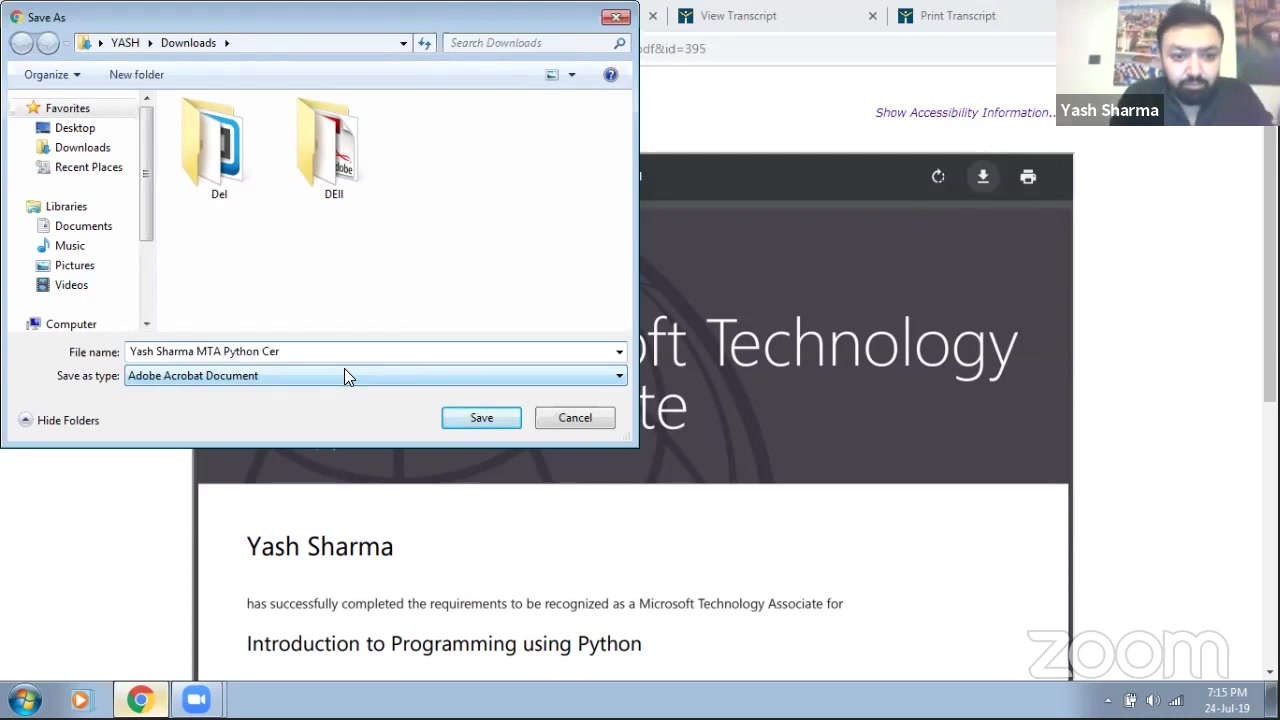 Save As
View Transcript
Print Transcript
YASH
Downloads
Search Downloads
df&id=395
Organize
New folder
Yash Sharma
Show Accessibility Information..
Favorites
Desktop
Downloads
Recent Places
Libraries
Documents
Music
Pictures
Videos
Computer
Adobe
Del
DEll
File name:
Yash Sharma MTA Python Cer
Save as type:
Adobe Acrobat Document
Hide Folders
Save
Cancel
oft Technology
te
Yash Sharma
has successfully completed the requirements to be recognized as a Microsoft Technology Associate for
Introduction to Programming using Python
zoom
7:15 PM
24-Jul-19